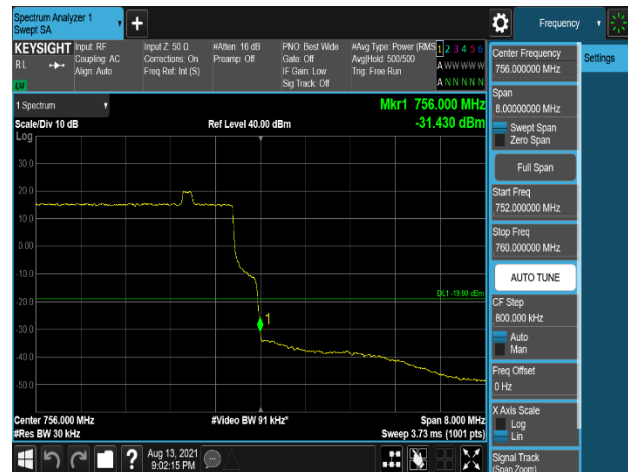 Spectrum Analyzer 1
Swept SA
Frequency
KEYSIGHT
RL
Input: RF
Coupling: AC
Align: Auto
Input Z: 50 Ω
Corrections: On
Freq Ref: Int (S)
#Atten: 16 dB
Preamp: Off
PNO: Best Wide
Gate: Off
IF Gain: Low
Sig Track: Off
#Avg Type: Power (RMS
Avg|Hold: 500/500
Trig: Free Run
1 2 3 4 5 6
A W W W W W
A N N N N N
1 Spectrum
Scale/Div 10 dB
Log
Ref Level 40.00 dBm
Mkr1 756.000 MHz
-31.430 dBm
30.0
20.0
10.0
0.00
-10.0
-20.0
-30.0
-40.0
-50.0
DL1 -19.00 dBm
1
Center 756.000 MHz
#Res BW 30 kHz
#Video BW 91 kHz*
Span 8.000 MHz
Sweep 3.73 ms (1001 pts)
Aug 13, 2021
9:02:15 PM
Center Frequency
756.000000 MHz
Span
8.00000000 MHz
Swept Span
Zero Span
Full Span
Start Freq
752.000000 MHz
Stop Freq
760.000000 MHz
AUTO TUNE
CF Step
800.000 kHz
Auto
Man
Freq Offset
0 Hz
X Axis Scale
Log
Lin
Signal Track
(Span Zoom)
Settings